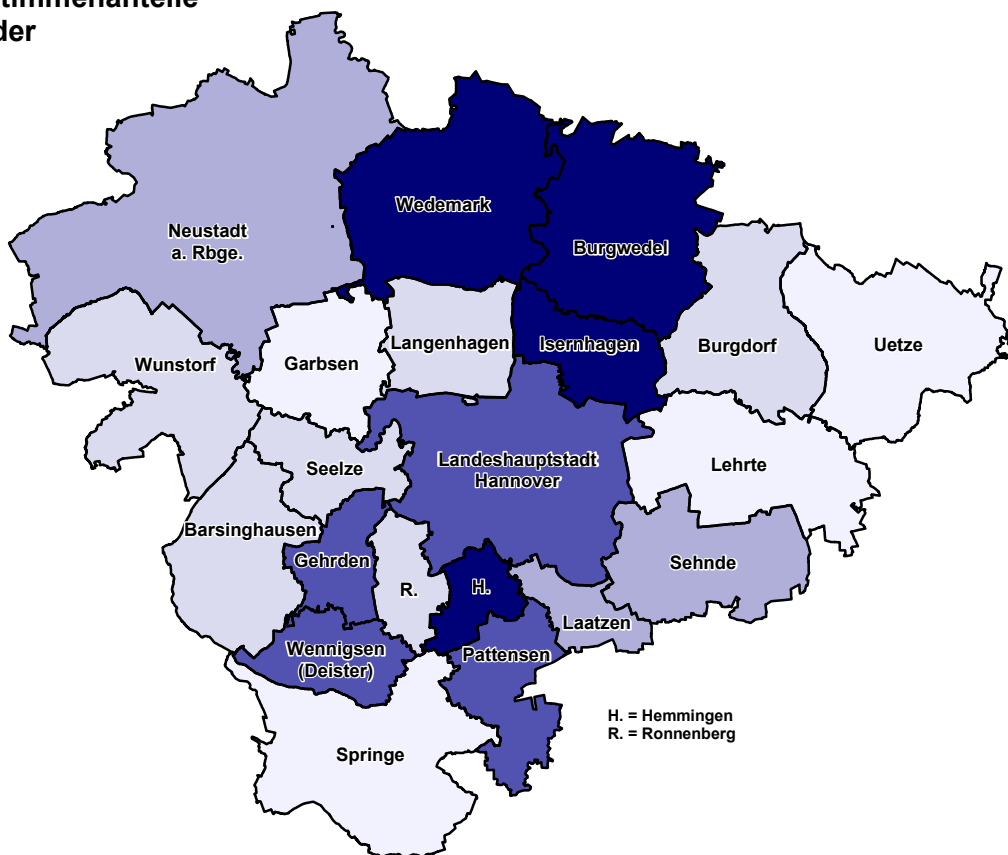 der
Wedemark
Neustadt
a. Rbge.
Burgwedel
Langenhagen
Isernhagen
Burgdorf
Uetze
Wunstorf
Garbsen
Landeshauptstadt
Hannover
Seelze
Lehrte
Barsinghausen
Gehrden
R.
H.
Sehnde
Laatzen
Wennigsen
(Deister)
Pattensen
H. = Hemmingen
R. = Ronnenberg
Springe